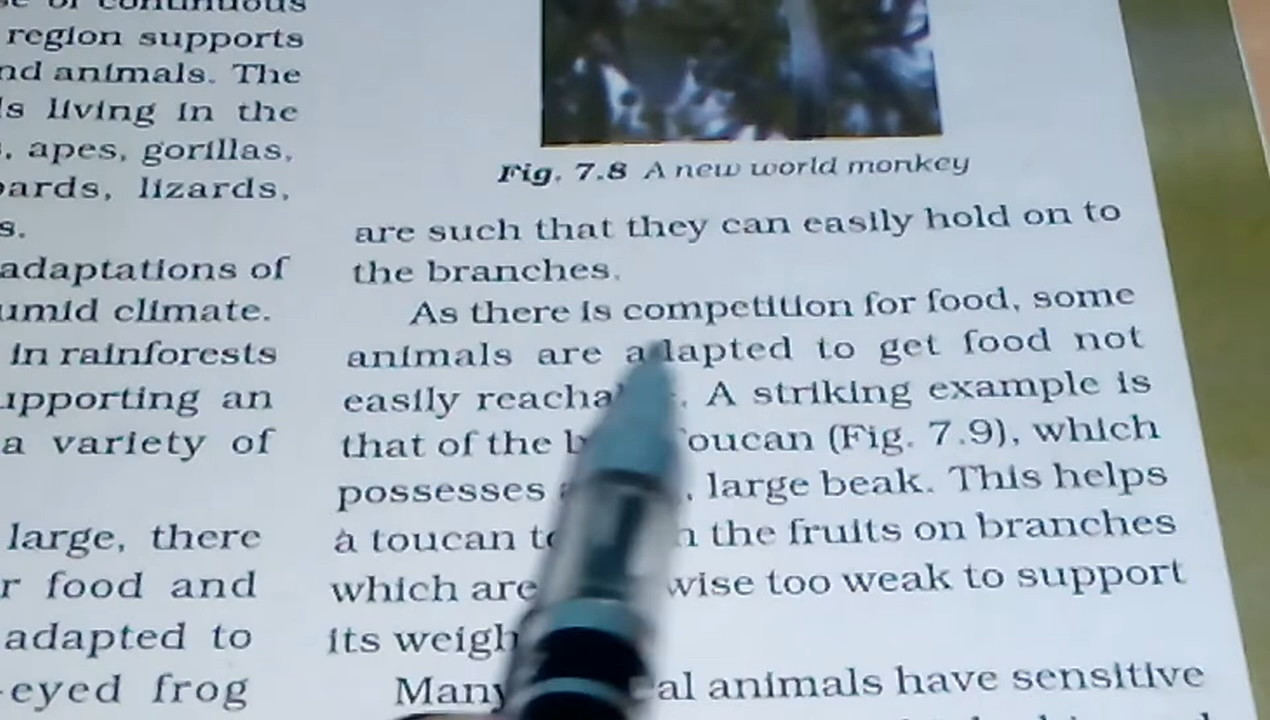 region supports
nd animals. The
ls living in the
apes, gorillas,
ards, lizards,
s.
adaptations of
umid climate.
in rainforests
upporting an
a variety of
large, there
r food and
adapted to
-eyed frog
Fig. 7.8 A new world monkey
are such that they can easily hold on to
the branches.
As there is competition for food, some
animals are adapted to get food not
easily reacha . A striking example is
that of the b oucan (Fig. 7.9), which
possesses , large beak. This helps
a toucan to the fruits on branches
which are wise too weak to support
its weigh
Many al animals have sensitive